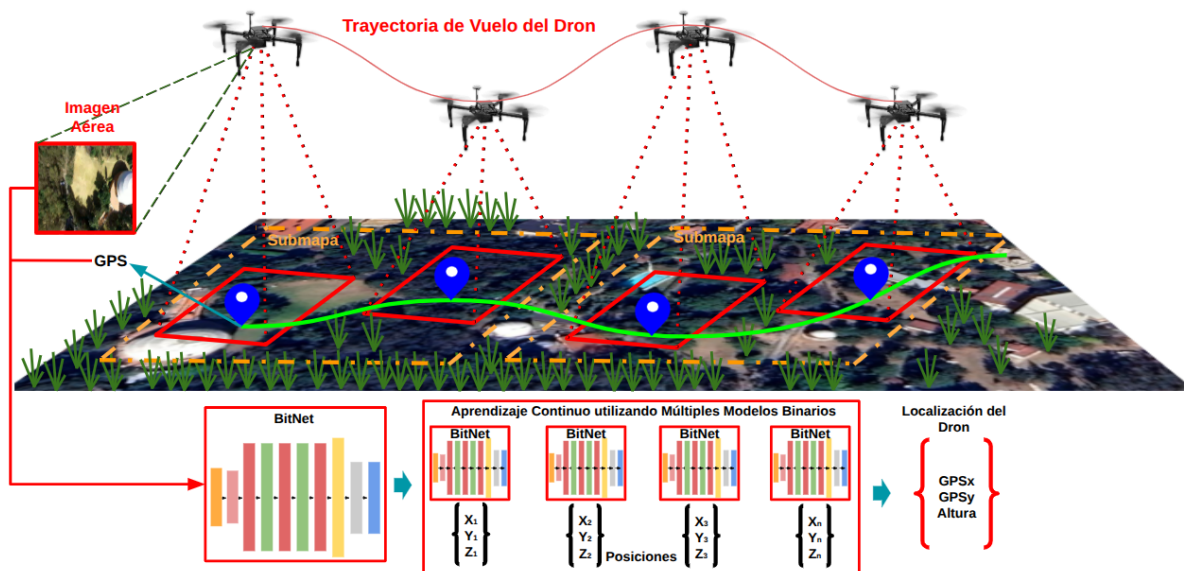 Trayectoria de Vuelo del Dron
Imagen
Aérea
Submapa
Submapa
GPS
BitNet
Aprendizaje Continuo utilizando Múltiples Modelos Binarios
BitNet
BitNet
BitNet
BitNet
X₁
Y₁
Z₁
X₂
Y₂
Z₂
Posiciones
X₃
Y₃
Z₃
Xₙ
Yₙ
Zₙ
Localización del
Dron
GPSx
GPSy
Altura